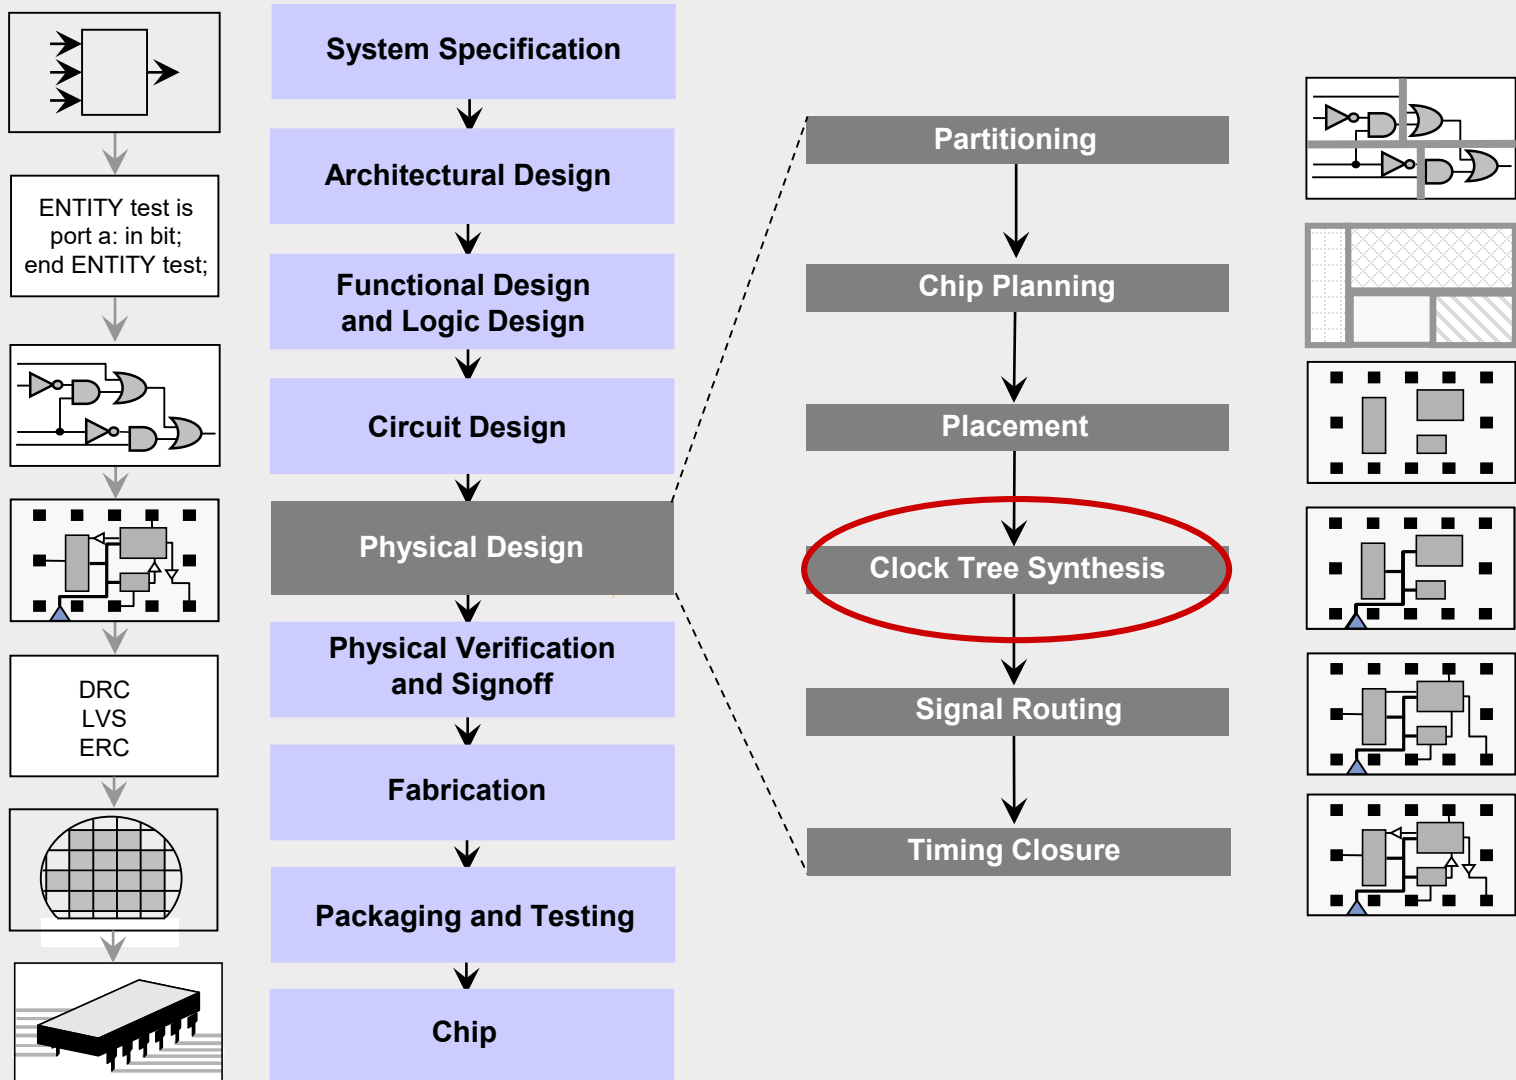 System Specification
Architectural Design
ENTITY test is
port a: in bit;
end ENTITY test;
Functional Design
and Logic Design
Circuit Design
Physical Design
Physical Verification
and Signoff
DRC
LVS
ERC
Fabrication
Packaging and Testing
Chip
Partitioning
Chip Planning
Placement
Clock Tree Synthesis
Signal Routing
Timing Closure